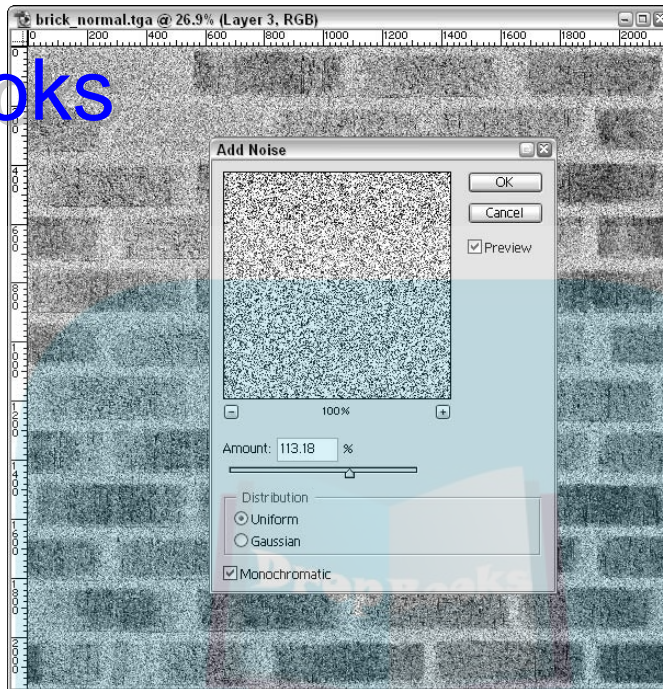 brick_normal.tga @ 26.9% (Layer 3, RGB)
0 200 400 600 800 1000 1200 1400 1600 1800 2000
oks
Add Noise
OK
Cancel
Preview
100%
Amount: 113.18 %
Distribution
Uniform
Gaussian
Monochromatic
DropBooks